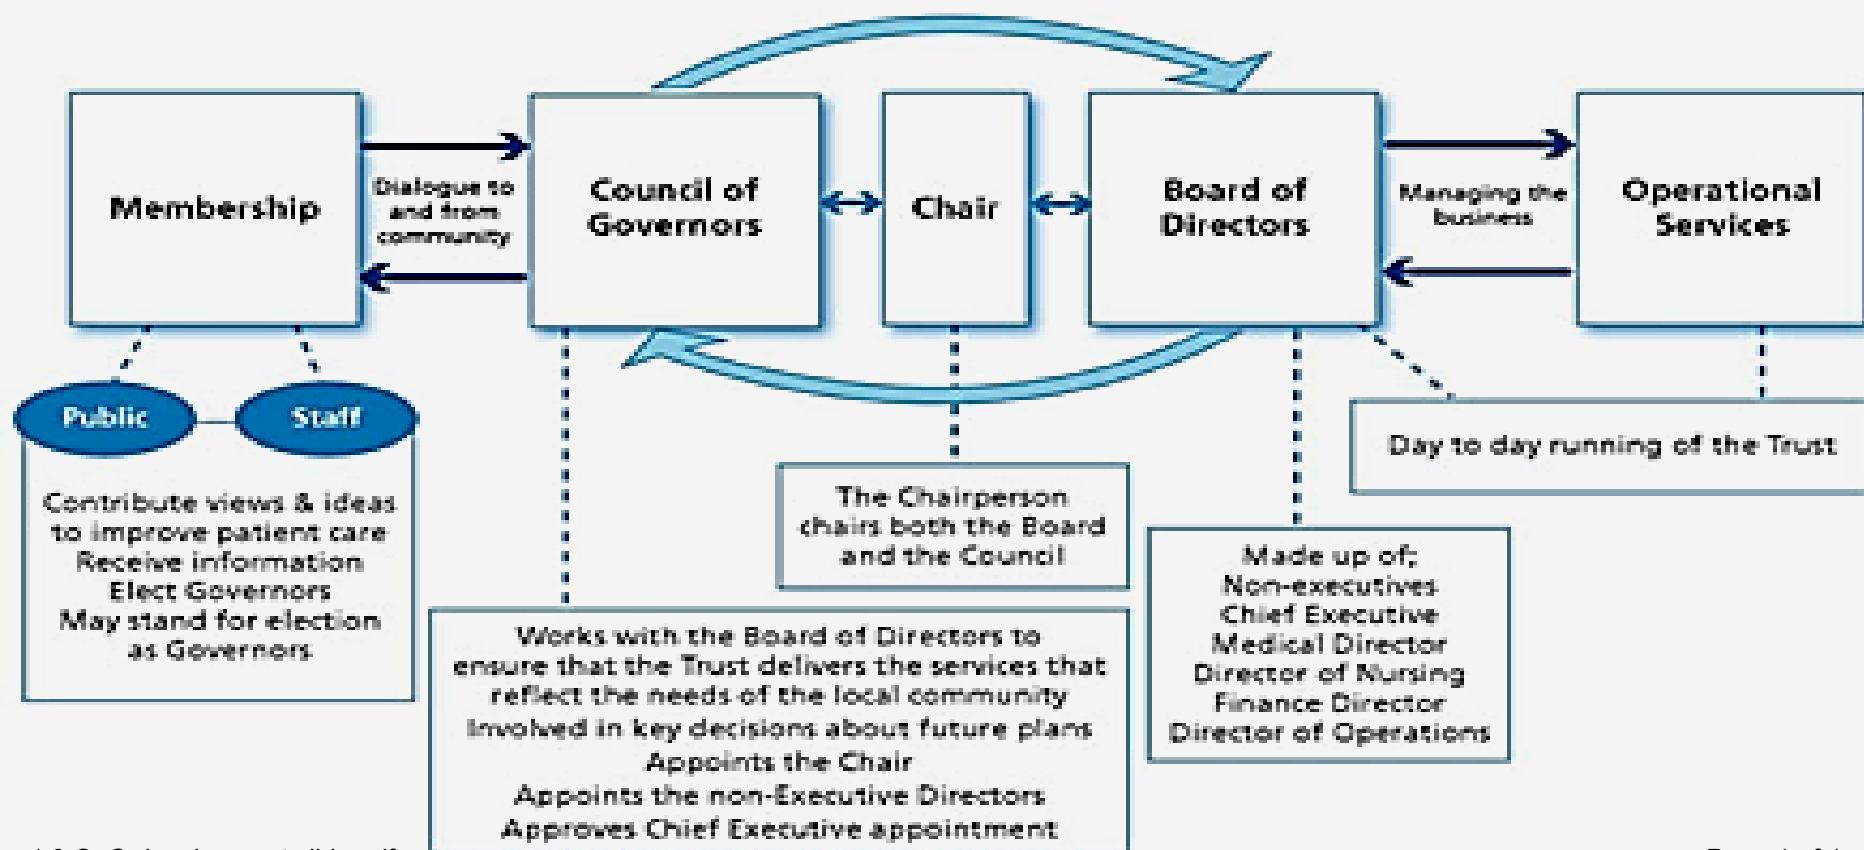 Membership
Dialogue to
and from
community
Council of
Governors
Chair
Board of
Directors
Managing the
business
Operational
Services
Public
Staff
Contribute views & ideas
to improve patient care
Receive information
Elect Governors
May stand for election
as Governors
Works with the Board of Directors to
ensure that the Trust delivers the services that
reflect the needs of the local community
Involved in key decisions about future plans
Appoints the Chair
Appoints the non-Executive Directors
Approves Chief Executive appointment
The Chairperson
chairs both the Board
and the Council
Made up of;
Non-executives
Chief Executive
Medical Director
Director of Nursing
Finance Director
Director of Operations
Day to day running of the Trust